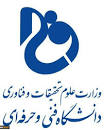 وزارت علوم تحقیقات و فناوری
دانشگاه فنی و حرفه‌ای